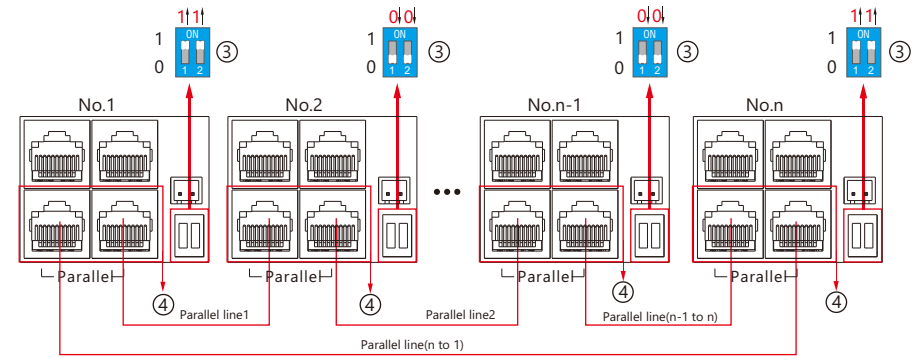 1 1 0 0 0 0 1 1
1 ON ③ 1 ON ③ 1 ON ③ 1 ON ③
0 1 2 0 1 2 0 1 2 0 1 2
No.1 No.2 No.n-1 No.n
•••
Parallel Parallel Parallel Parallel
④ ④ ④ ④
Parallel line1 Parallel line2 Parallel line(n-1 to n)
Parallel line(n to 1)